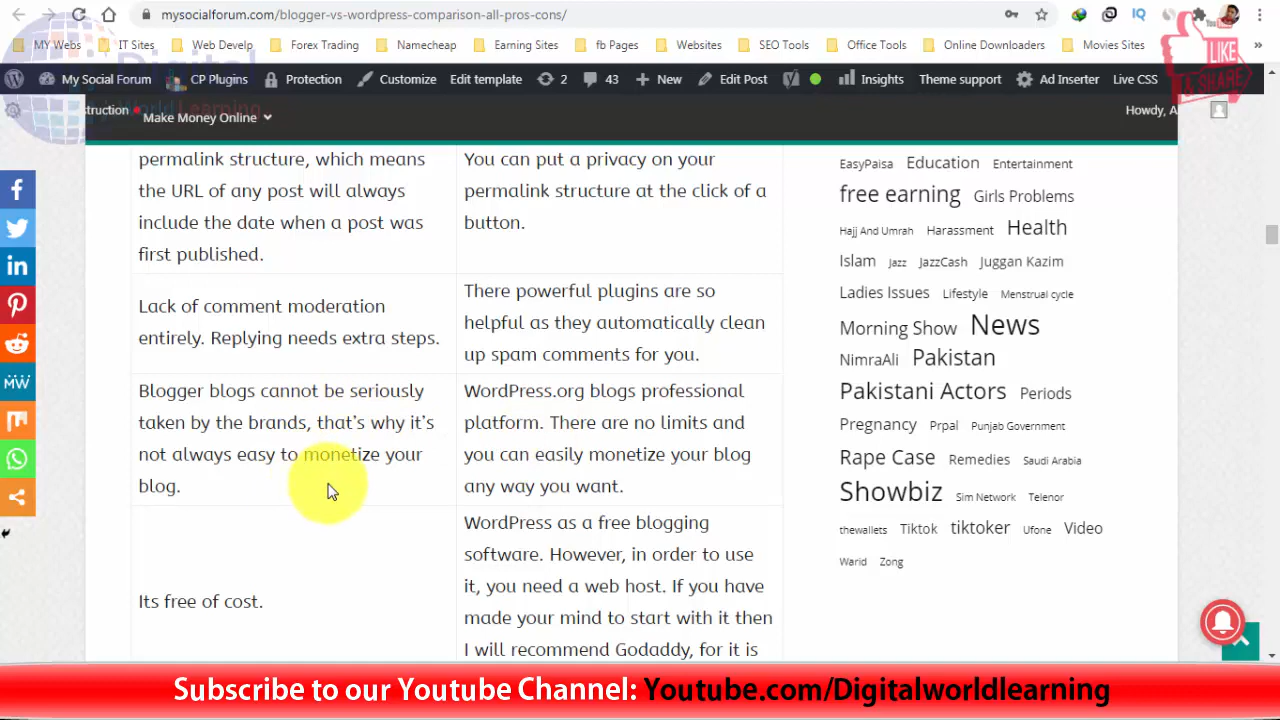 mysocialforum.com/blogger-vs-wordpress-comparison-all-pros-cons/
MY Webs IT Sites Web Develp Forex Trading Namecheap Earning Sites fb Pages Websites SEO Tools Office Tools Online Downloaders Movies Sites »
My Social Forum CP Plugins Protection Customize Edit template 2 43 New Edit Post Insights Theme support Ad Inserter Live CSS
LIKE
& SHARE
Digital
World Learning
struction Make Money Online Howdy, A
permalink structure, which means
the URL of any post will always
include the date when a post was
first published.
You can put a privacy on your
permalink structure at the click of a
button.
Lack of comment moderation
entirely. Replying needs extra steps.
There powerful plugins are so
helpful as they automatically clean
up spam comments for you.
Blogger blogs cannot be seriously
taken by the brands, that’s why it’s
not always easy to monetize your
blog.
WordPress.org blogs professional
platform. There are no limits and
you can easily monetize your blog
any way you want.
Its free of cost.
WordPress as a free blogging
software. However, in order to use
it, you need a web host. If you have
made your mind to start with it then
I will recommend Godaddy, for it is
EasyPaisa Education Entertainment
free earning Girls Problems
Hajj And Umrah Harassment Health
Islam Jazz JazzCash Juggan Kazim
Ladies Issues Lifestyle Menstrual cycle
Morning Show News
NimraAli Pakistan
Pakistani Actors Periods
Pregnancy Prpal Punjab Government
Rape Case Remedies Saudi Arabia
Showbiz Sim Network Telenor
thewallets Tiktok tiktoker Ufone Video
Warid Zong
Subscribe to our Youtube Channel: Youtube.com/Digitalworldlearning